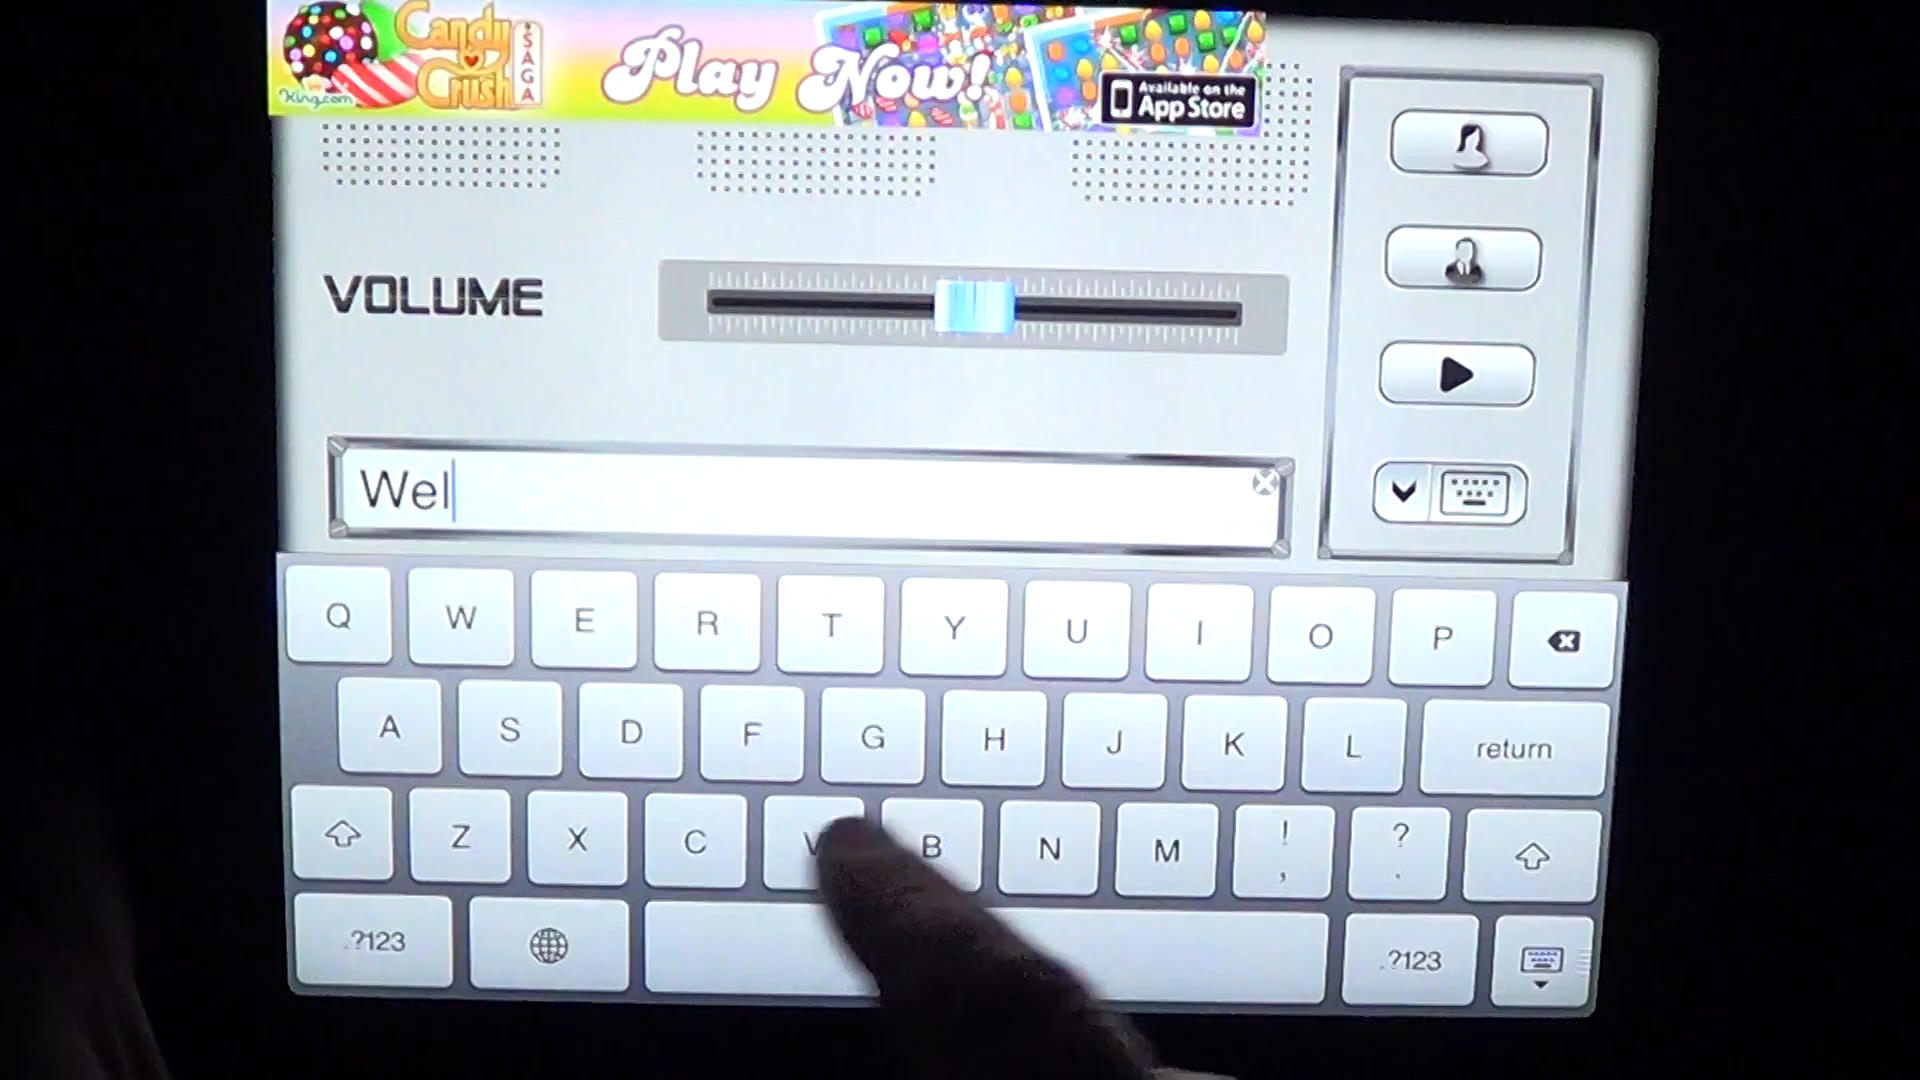 Candy
Crush
SAGA
King.com
Play Now!
Available on the
App Store
VOLUME
Wel
Q W E R T Y U I O P
A S D F G H J K L return
Z X C V B N M ! , ? .
.?123 .?123